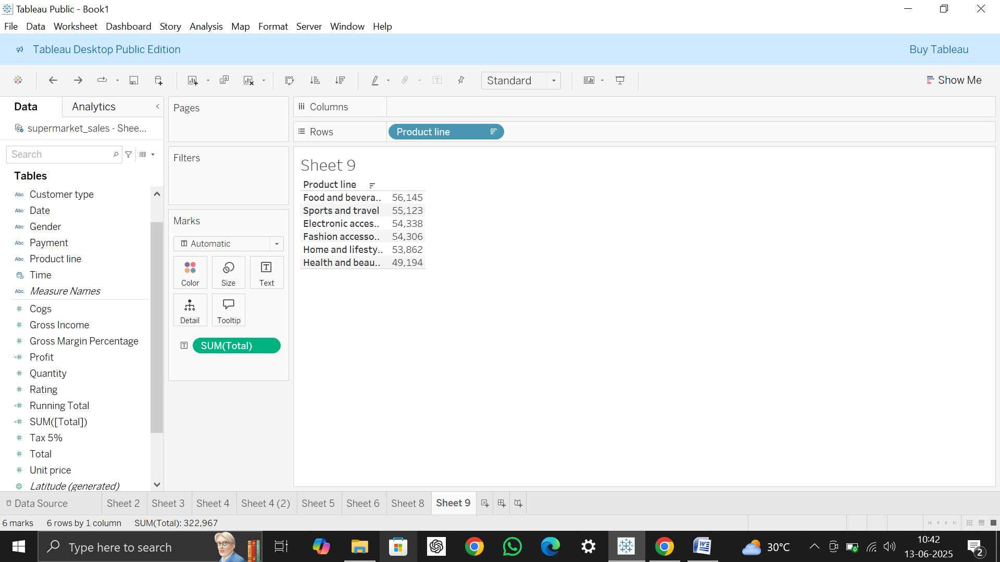 Tableau Public - Book1
File Data Worksheet Dashboard Story Analysis Map Format Server Window Help
Tableau Desktop Public Edition
Buy Tableau
Standard
Show Me
Data
Analytics
supermarket_sales - Shee...
Search
Tables
Abc Customer type
Abc Date
Abc Gender
Abc Payment
Abc Product line
Time
Abc Measure Names
Cogs
Gross Income
Gross Margin Percentage
Profit
Quantity
Rating
Running Total
SUM([Total])
Tax 5%
Total
Unit price
Latitude (generated)
Pages
Filters
Marks
Automatic
Color
Size
Text
Detail
Tooltip
SUM(Total)
Columns
Rows
Product line
Sheet 9
Product line
Food and bevera.. 56,145
Sports and travel 55,123
Electronic acces.. 54,338
Fashion accesso.. 54,306
Home and lifesty.. 53,862
Health and beau.. 49,194
Data Source
Sheet 2
Sheet 3
Sheet 4
Sheet 4 (2)
Sheet 5
Sheet 6
Sheet 8
Sheet 9
6 marks 6 rows by 1 column SUM(Total): 322,967
Type here to search
30°C
10:42
13-06-2025
2